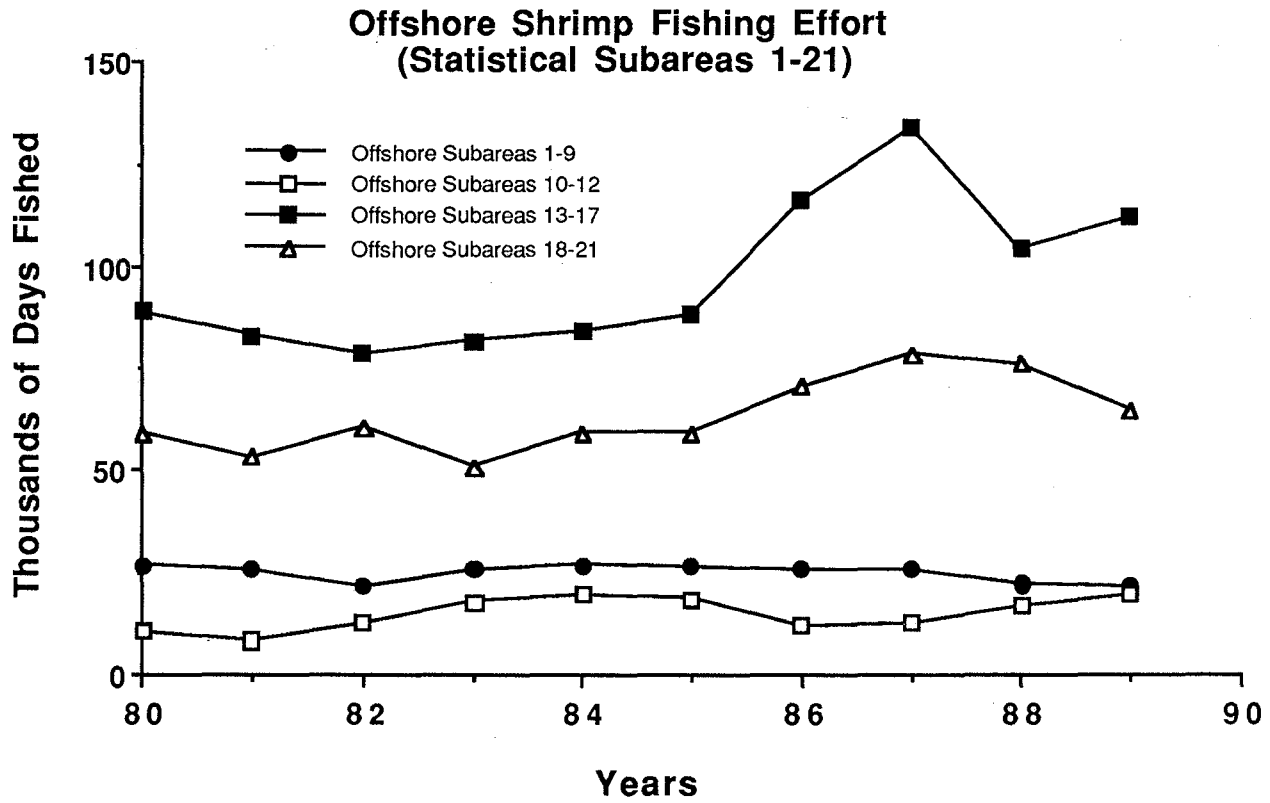 Offshore Shrimp Fishing Effort
(Statistical Subareas 1-21)
150
100
50
0
Thousands of Days Fished
Offshore Subareas 1-9
Offshore Subareas 10-12
Offshore Subareas 13-17
Offshore Subareas 18-21
80 82 84 86 88 90
Years